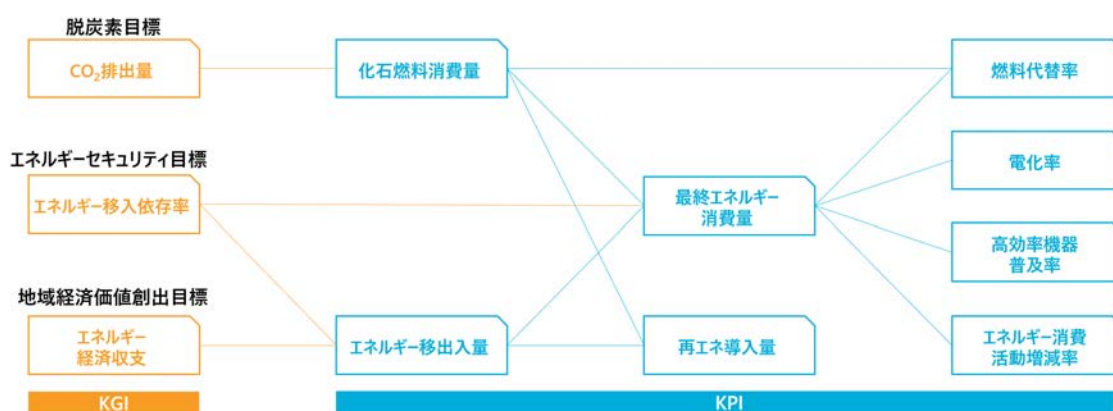 脱炭素目標
CO₂排出量
化石燃料消費量
燃料代替率
エネルギーセキュリティ目標
エネルギー移入依存率
最終エネルギー
消費量
電化率
高効率機器
普及率
地域経済価値創出目標
エネルギー
経済収支
エネルギー移出入量
再エネ導入量
エネルギー消費
活動増減率
KGI
KPI